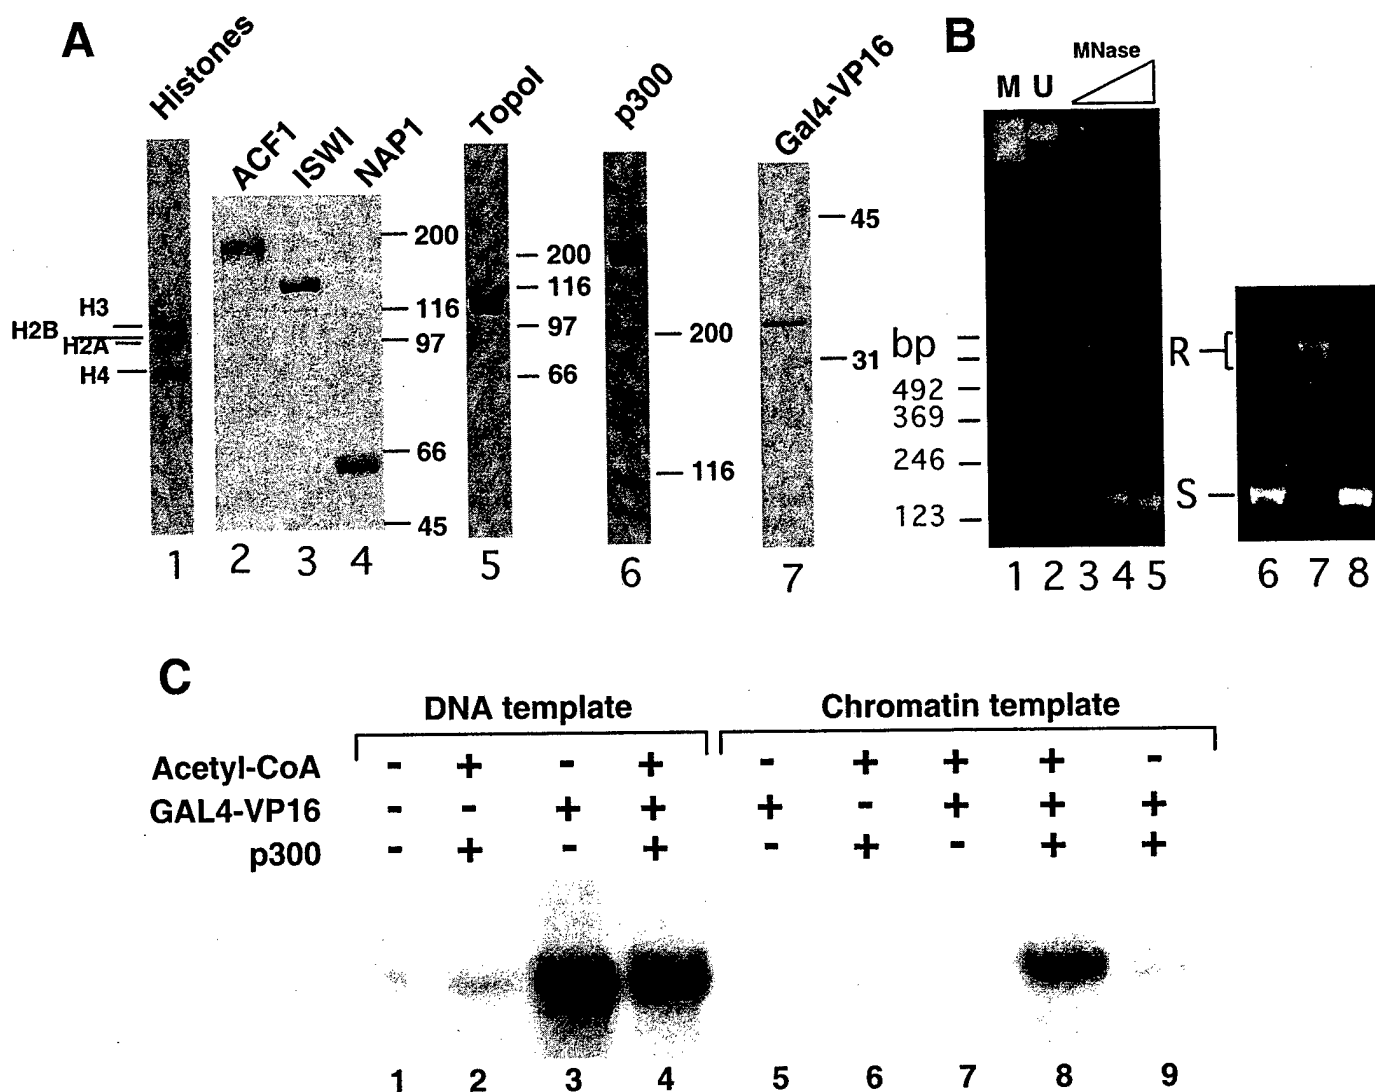 A
Histones
ACF1
ISWI
NAP1
TopoI
p300
Gal4-VP16
H3
H2B
H2A
H4
200
116
97
66
45
200
116
97
66
200
116
45
31
1
2
3
4
5
6
7
B
MNase
M U
bp
492
369
246
123
R
S
1 2 3 4 5
6 7 8
C
DNA template
Chromatin template
Acetyl-CoA - + - + - + + + -
GAL4-VP16 - - + + + - + + +
p300 - + - + - + - + +
1 2 3 4 5 6 7 8 9